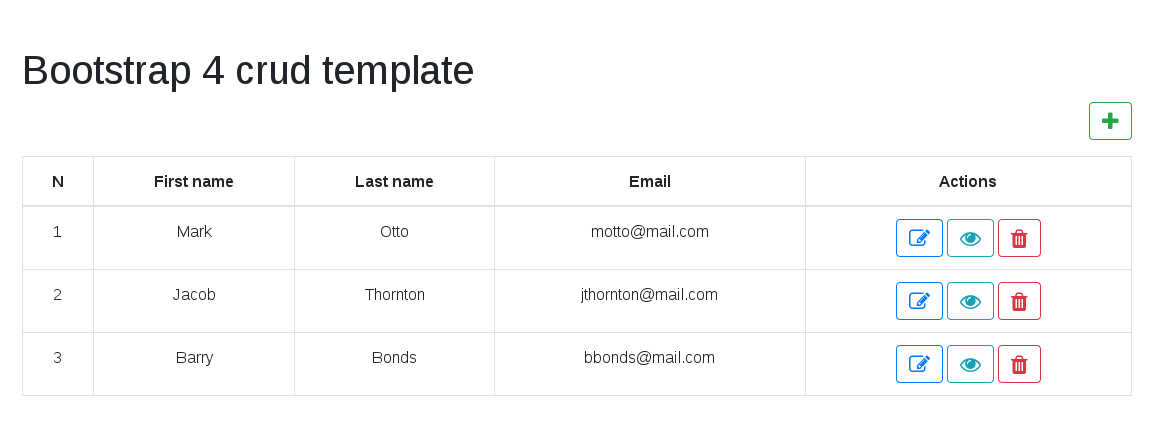 Bootstrap 4 crud template
N First name Last name Email Actions
1 Mark Otto motto@mail.com
2 Jacob Thornton jthornton@mail.com
3 Barry Bonds bbonds@mail.com